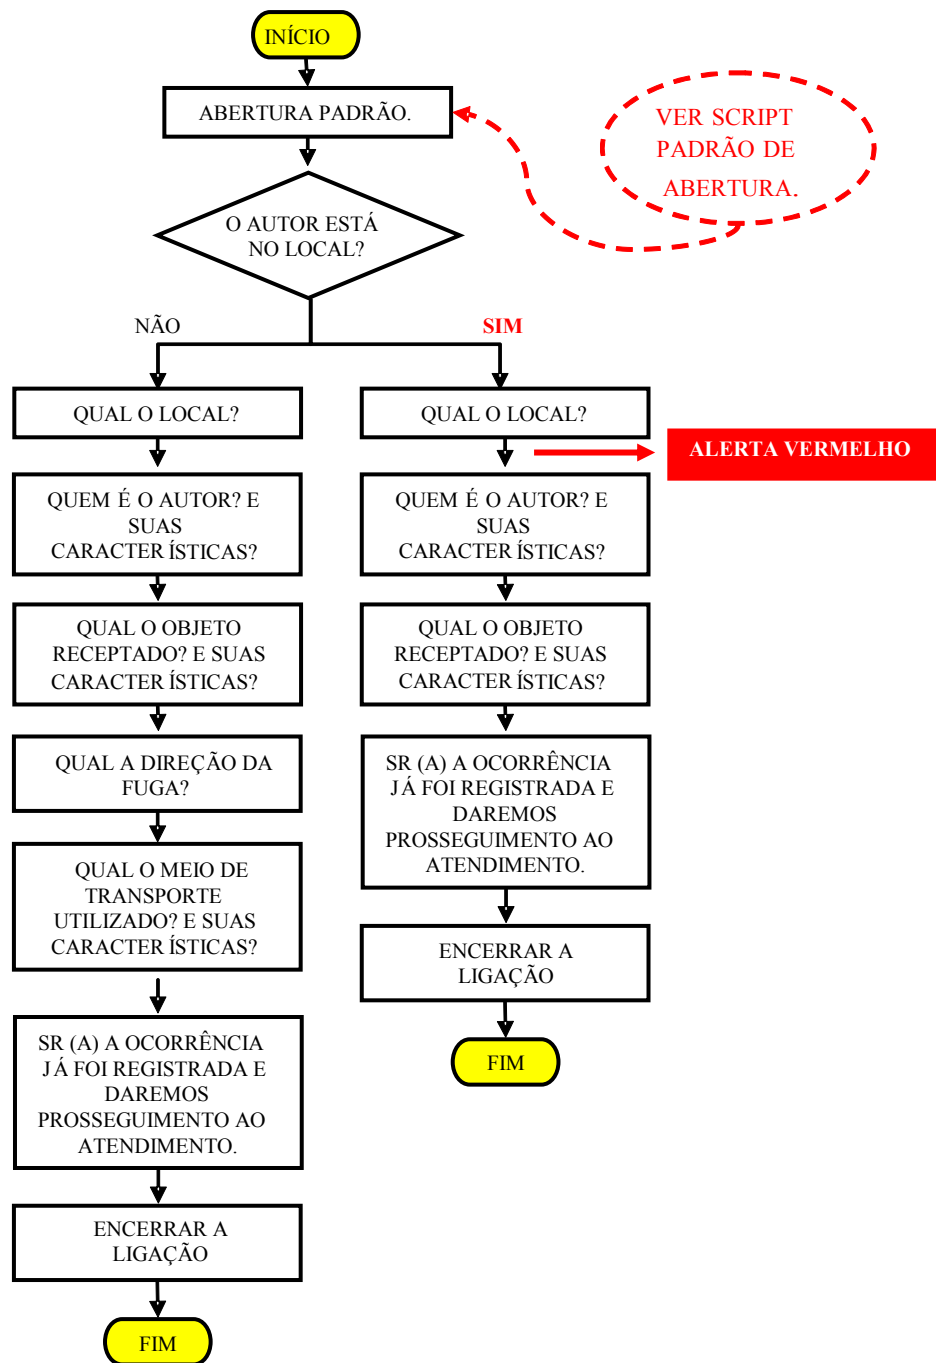 INÍCIO
ABERTURA PADRÃO.
VER SCRIPT
PADRÃO DE
ABERTURA.
O AUTOR ESTÁ
NO LOCAL?
NÃO
SIM
QUAL O LOCAL?
QUEM É O AUTOR? E
SUAS
CARACTER ÍSTICAS?
QUAL O OBJETO
RECEPTADO? E SUAS
CARACTER ÍSTICAS?
QUAL A DIREÇÃO DA
FUGA?
QUAL O MEIO DE
TRANSPORTE
UTILIZADO? E SUAS
CARACTER ÍSTICAS?
SR (A) A OCORRÊNCIA
JÁ FOI REGISTRADA E
DAREMOS
PROSSEGUIMENTO AO
ATENDIMENTO.
ENCERRAR A
LIGAÇÃO
FIM
QUAL O LOCAL?
ALERTA VERMELHO
QUEM É O AUTOR? E
SUAS
CARACTER ÍSTICAS?
QUAL O OBJETO
RECEPTADO? E SUAS
CARACTER ÍSTICAS?
SR (A) A OCORRÊNCIA
JÁ FOI REGISTRADA E
DAREMOS
PROSSEGUIMENTO AO
ATENDIMENTO.
ENCERRAR A
LIGAÇÃO
FIM